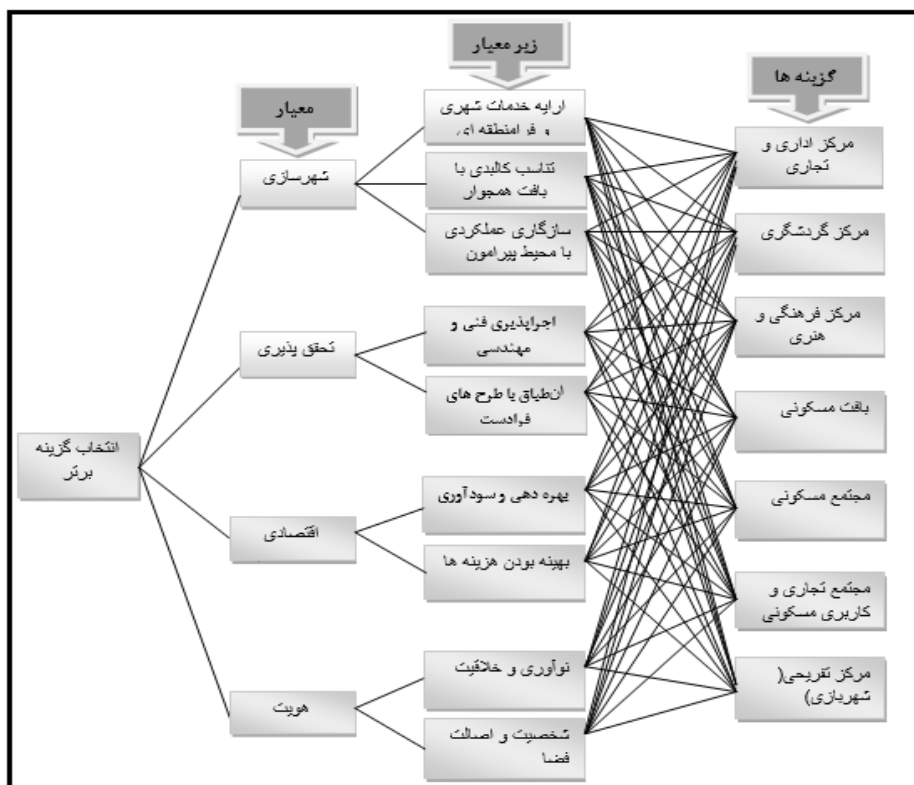 زیر معیار
گزینه ها
معیار
ارایه خدمات شهری
و فرامنطقه ای
مرکز اداری و
تجاری
شهرسازی
تناسب کالبدی با
بافت همجوار
سازگاری عملکردی
با محیط پیرامون
مرکز گردشگری
تحقق پذیری
اجراپذیری فنی و
مهندسی
مرکز فرهنگی و
هنری
انطباق با طرح های
فرادست
بافت مسکونی
انتخاب گزینه
برتر
اقتصادی
بهره دهی و سودآوری
مجتمع مسکونی
بهینه بودن هزینه ها
مجتمع تجاری و
کاربری مسکونی
هویت
نوآوری و خلاقیت
مرکز تفریحی(
شهربازی)
شخصیت و اصالت
فضا